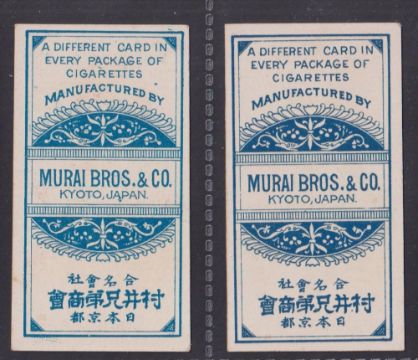 A DIFFERENT CARD IN
EVERY PACKAGE OF
CIGARETTES
MANUFACTURED BY
MURAI BROS. & CO.
KYOTO, JAPAN.
社會名合
會商弟兄井村
都京本日
A DIFFERENT CARD IN
EVERY PACKAGE OF
CIGARETTES
MANUFACTURED BY
MURAI BROS. & CO.
KYOTO, JAPAN.
社會名合
會商弟兄井村
都京本日